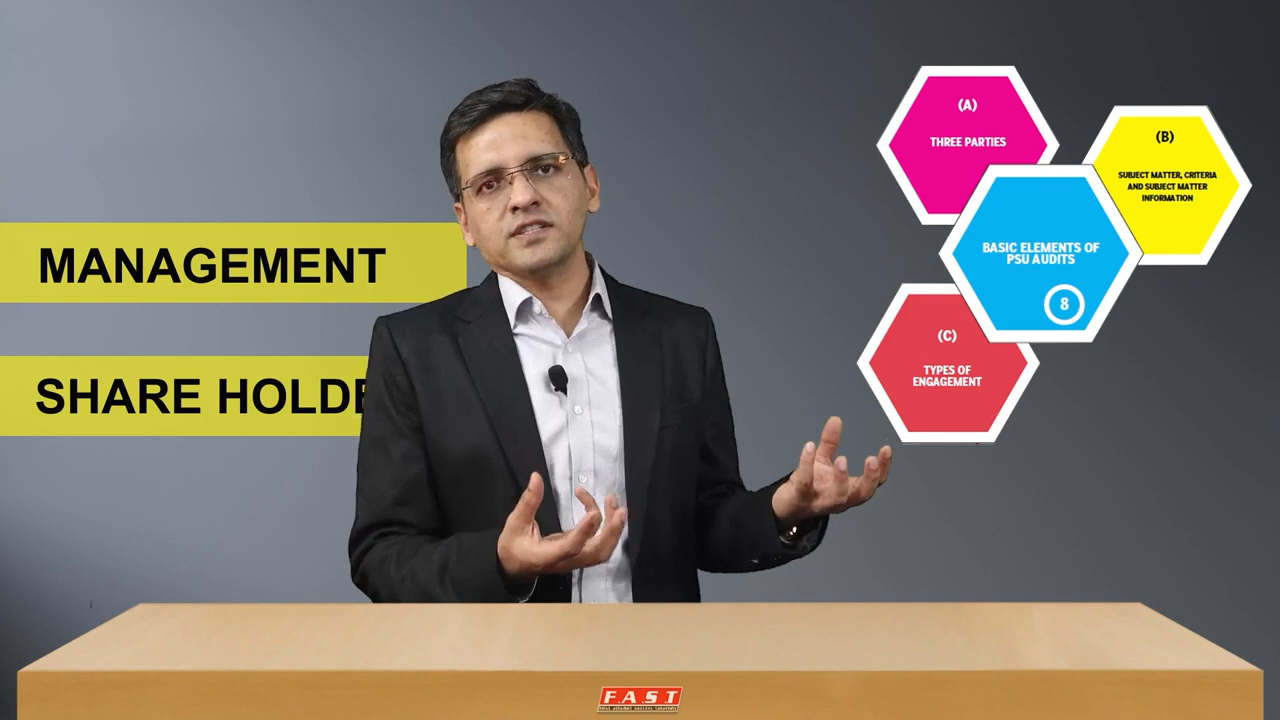 MANAGEMENT
SHARE HOLDE
(A)
THREE PARTIES
(B)
SUBJECT MATTER, CRITERIA
AND SUBJECT MATTER
INFORMATION
BASIC ELEMENTS OF
PSU AUDITS
8
(C)
TYPES OF
ENGAGEMENT
F.A.S.T